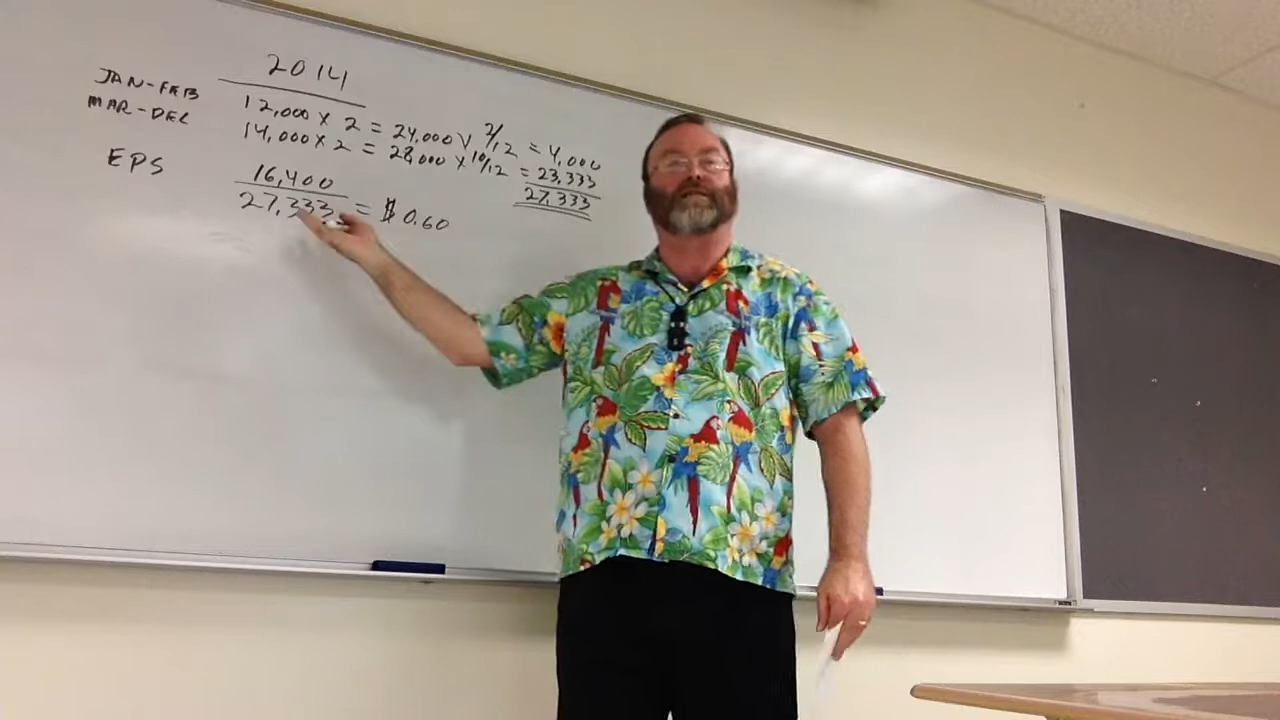 2014
JAN-FEB 12,000 X 2 = 24,000 X 2/12 = 4,000
MAR-DEC 14,000 X 2 = 28,000 X 10/12 = 23,333
27,333
EPS 16,400
27,333 = $0.60